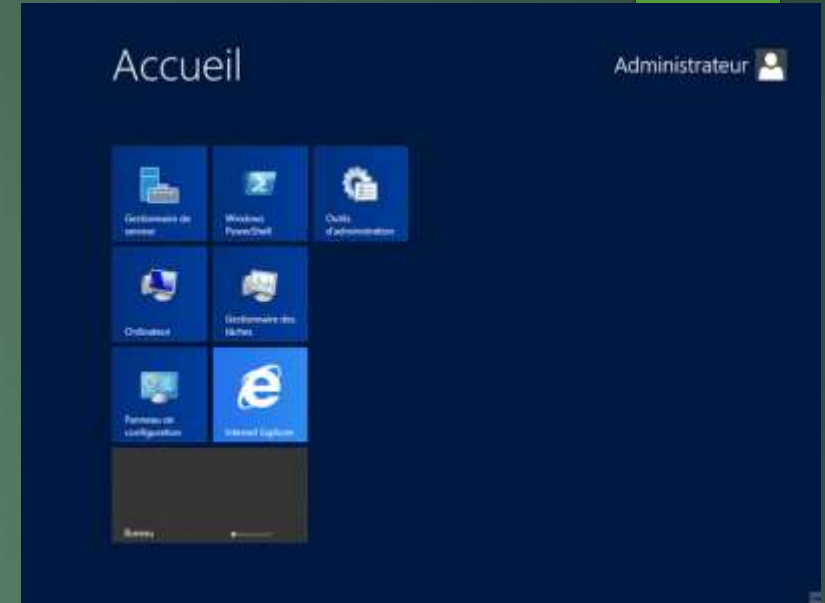 Accueil
Administrateur
Gestionnaire de
serveur
Windows
PowerShell
Outils
d'administration
Ordinateur
Gestionnaire des
tâches
Panneau de
configuration
Internet Explorer
Bureau